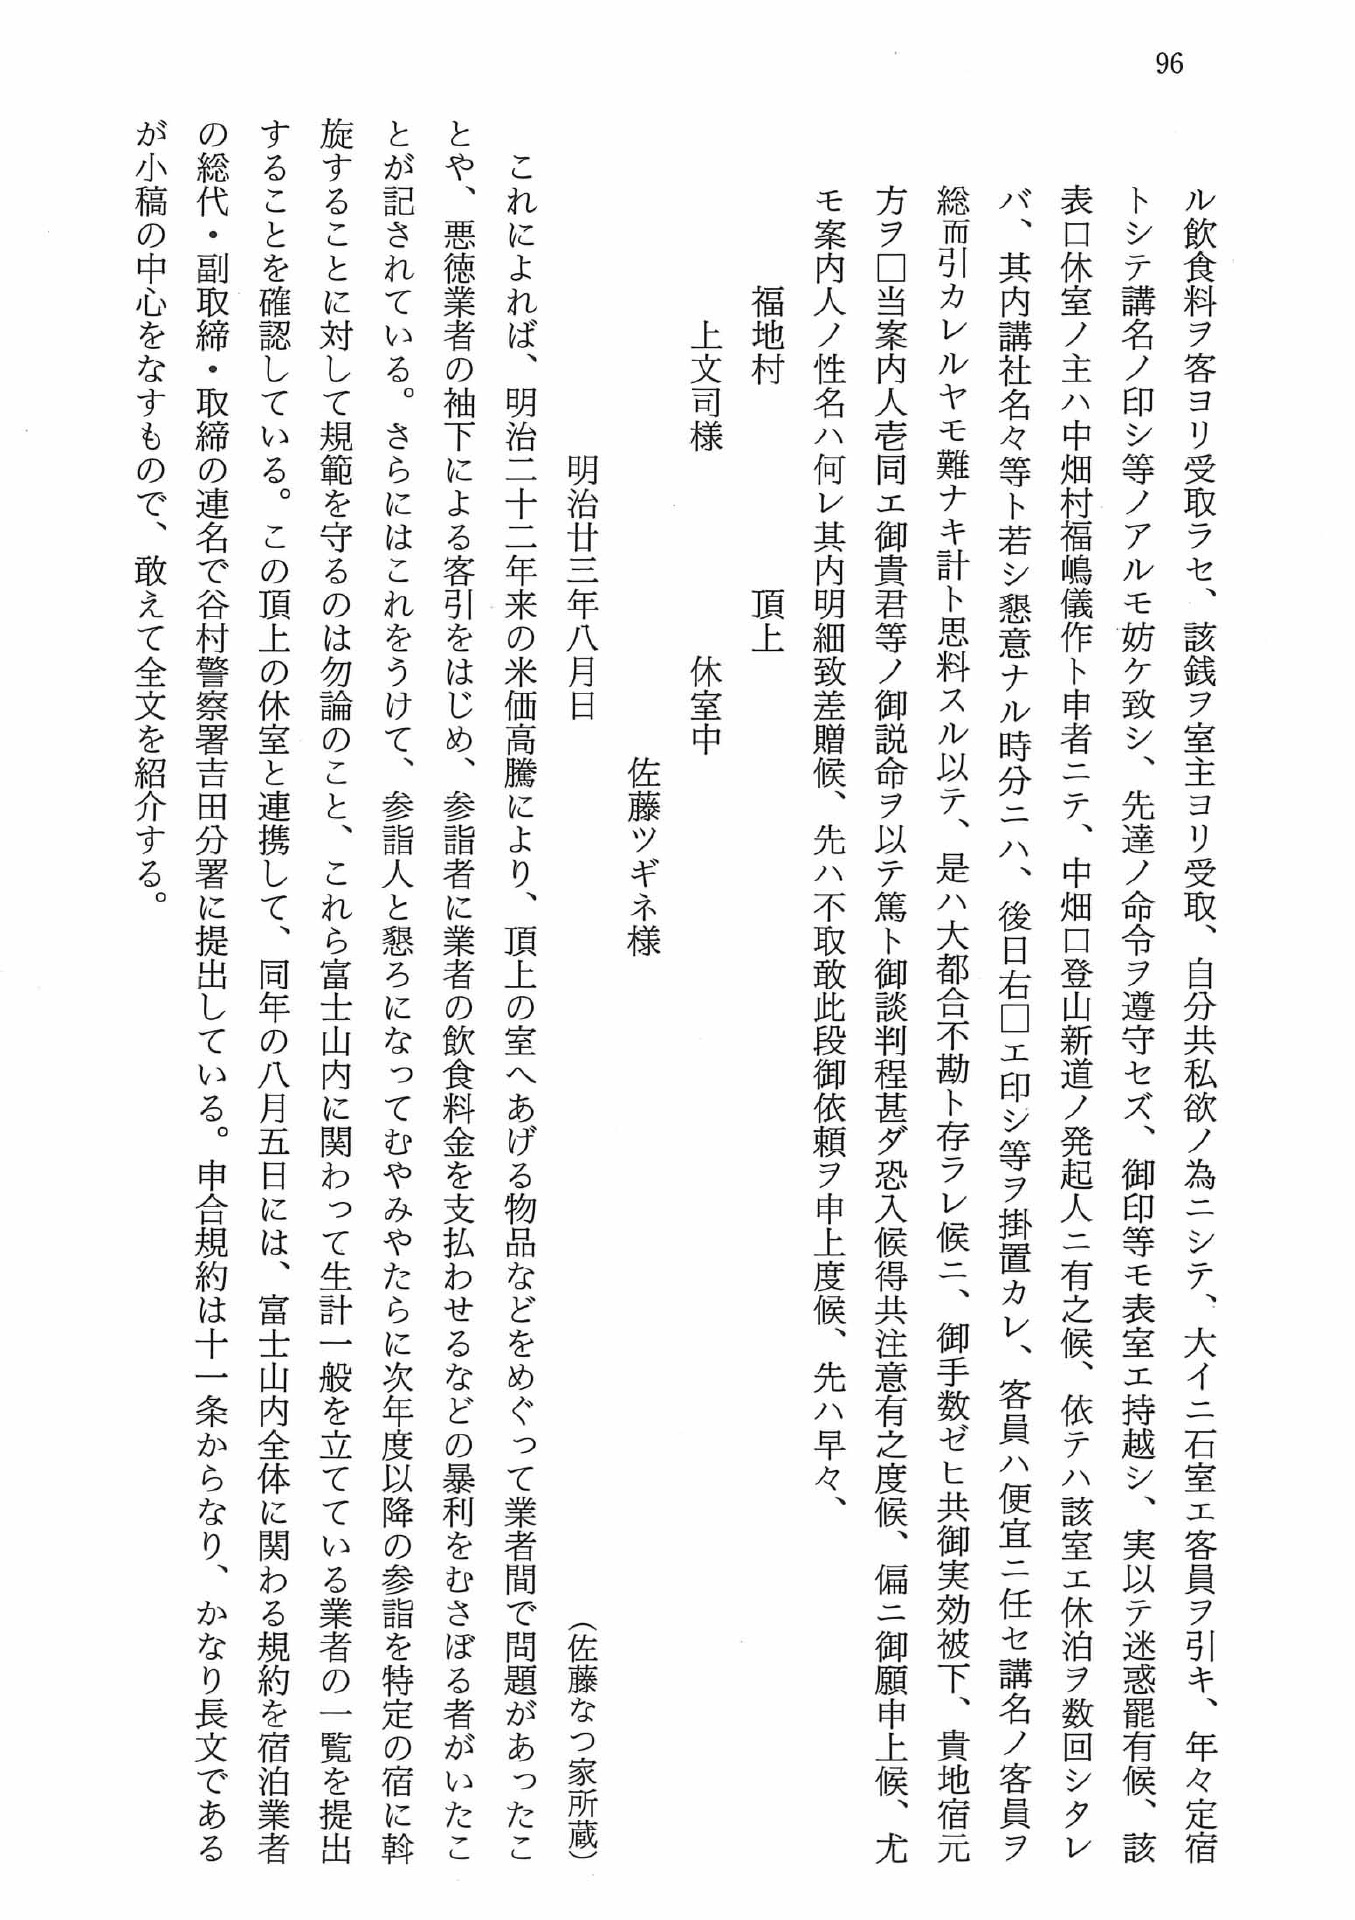 96
ル飲食料ヲ客ヨリ受取ラセ、該銭ヲ室主ヨリ受取、自分共私欲ノ為ニシテ、大イニ石室エ客員ヲ引キ、年々定宿
トシテ講名ノ印シ等ノアルモ妨ケ致シ、先達ノ命令ヲ遵守セズ、御印等モ表室エ持越シ、実以テ迷惑罷有候、該
表口休室ノ主ハ中畑村福嶋儀作ト申者ニテ、中畑口登山新道ノ発起人ニ有之候、依テハ該室エ休泊ヲ数回シタレ
バ、其内講社名々等ト若シ懇意ナル時分ニハ、後日右□エ印シ等ヲ掛置カレ、客員ハ便宜ニ任セ講名ノ客員ヲ
総而引カレルヤモ難ナキ計ト思料スル以テ、是ハ大都合不勘ト存ラレ候ニ、御手数ゼヒ共御実効被下、貴地宿元
方ヲ□当案内人壱同エ御貴君等ノ御説命ヲ以テ篤ト御談判程甚ダ恐入候得共注意有之度候、偏ニ御願申上候、尤
モ案内人ノ性名ハ何レ其内明細致差贈候、先ハ不取敢此段御依頼ヲ申上度候、先ハ早々、
福地村　頂上
上文司様　休室中
佐藤ツギネ様
明治廿三年八月日　（佐藤なつ家所蔵）
これによれば、明治二十二年来の米価高騰により、頂上の室へあげる物品などをめぐって業者間で問題があったこ
とや、悪徳業者の袖下による客引をはじめ、参詣者に業者の飲食料金を支払わせるなどの暴利をむさぼる者がいたこ
とが記されている。さらにはこれをうけて、参詣人と懇ろになってむやみやたらに次年度以降の参詣を特定の宿に斡
旋することに対して規範を守るのは勿論のこと、これら富士山内に関わって生計一般を立てている業者の一覧を提出
することを確認している。この頂上の休室と連携して、同年の八月五日には、富士山内全体に関わる規約を宿泊業者
の総代・副取締・取締の連名で谷村警察署吉田分署に提出している。申合規約は十一条からなり、かなり長文である
が小稿の中心をなすもので、敢えて全文を紹介する。